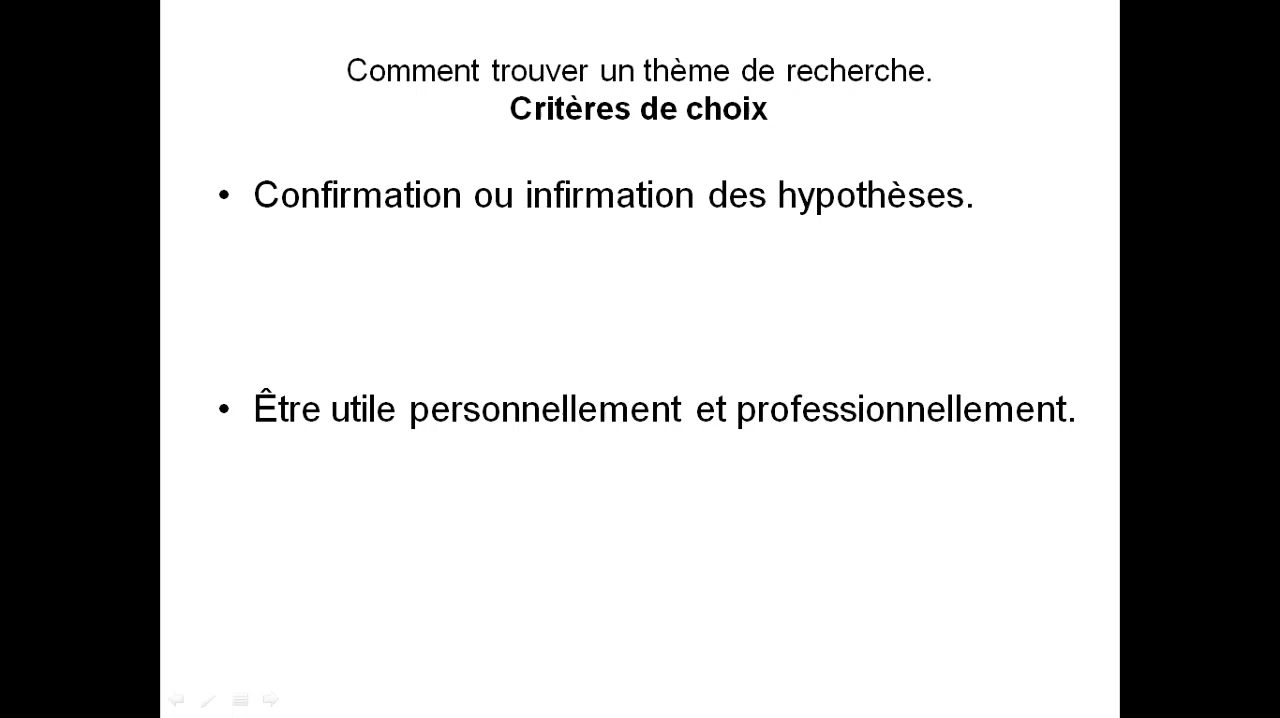 Comment trouver un thème de recherche.
Critères de choix
• Confirmation ou infirmation des hypothèses.
• Être utile personnellement et professionnellement.